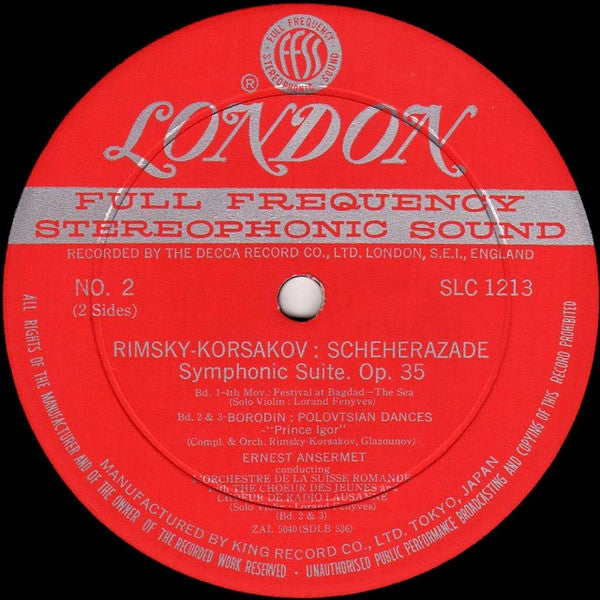 FULL FREQUENCY
FFSS
STEREOPHONIC SOUND
®
LONDON
FULL FREQUENCY
STEREOPHONIC SOUND
RECORDED BY THE DECCA RECORD CO., LTD. LONDON, S.E.I., ENGLAND
NO. 2
(2 Sides)
SLC 1213
RIMSKY-KORSAKOV : SCHEHERAZADE
Symphonic Suite. Op. 35
Bd. 1-4th Mov.: Festival at Bagdad—The Sea
(Solo Violin : Lorand Fenyves)
Bd. 2 & 3-BORODIN : POLOVTSIAN DANCES
-"Prince Igor"
(Compl. & Orch. Rimsky-Korsakov, Glazounov)-
ERNEST ANSERMET
conducting
L'ORCHESTRE DE LA SUISSE ROMANDE
with THE CHOEUR DES JEUNES and
CHOEUR DE RADIO LAUSANNE
(Solo Violin : Lorand Fenyves)
(Bd. 2 & 3)
ZAL 5040 (SDLB 536)
ALL RIGHTS OF THE MANUFACTURER AND OF THE OWNER OF THE RECORDED WORK RESERVED · UNAUTHORISED PUBLIC PERFORMANCE BROADCASTING AND COPYING OF THIS RECORD PROHIBITED
MANUFACTURED BY KING RECORD CO., LTD. TOKYO, JAPAN